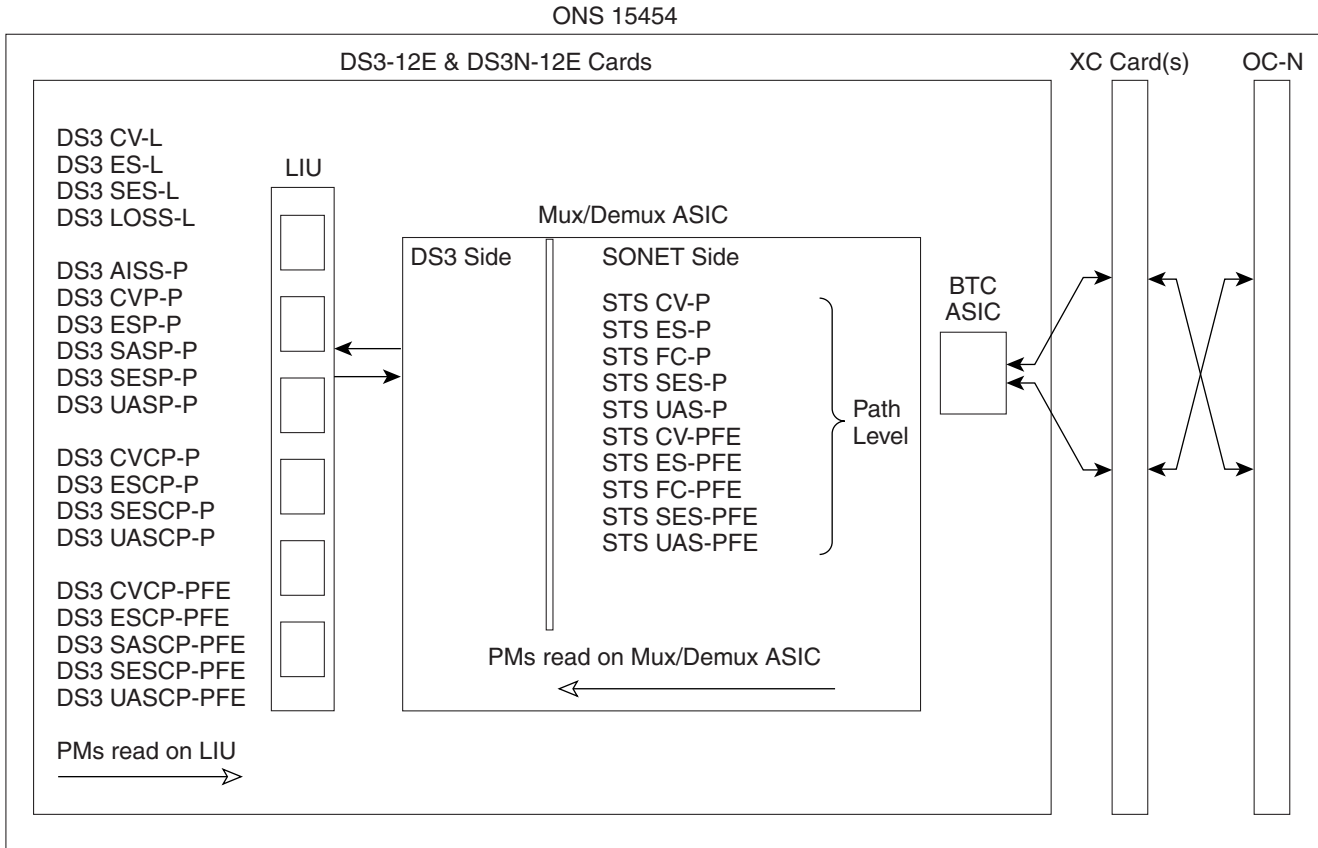 ONS 15454
DS3-12E & DS3N-12E Cards
XC Card(s)
OC-N
DS3 CV-L
DS3 ES-L
DS3 SES-L
DS3 LOSS-L
DS3 AISS-P
DS3 CVP-P
DS3 ESP-P
DS3 SASP-P
DS3 SESP-P
DS3 UASP-P
DS3 CVCP-P
DS3 ESCP-P
DS3 SESCP-P
DS3 UASCP-P
DS3 CVCP-PFE
DS3 ESCP-PFE
DS3 SASCP-PFE
DS3 SESCP-PFE
DS3 UASCP-PFE
PMs read on LIU
LIU
Mux/Demux ASIC
DS3 Side
SONET Side
STS CV-P
STS ES-P
STS FC-P
STS SES-P
STS UAS-P
STS CV-PFE
STS ES-PFE
STS FC-PFE
STS SES-PFE
STS UAS-PFE
Path
Level
PMs read on Mux/Demux ASIC
BTC
ASIC